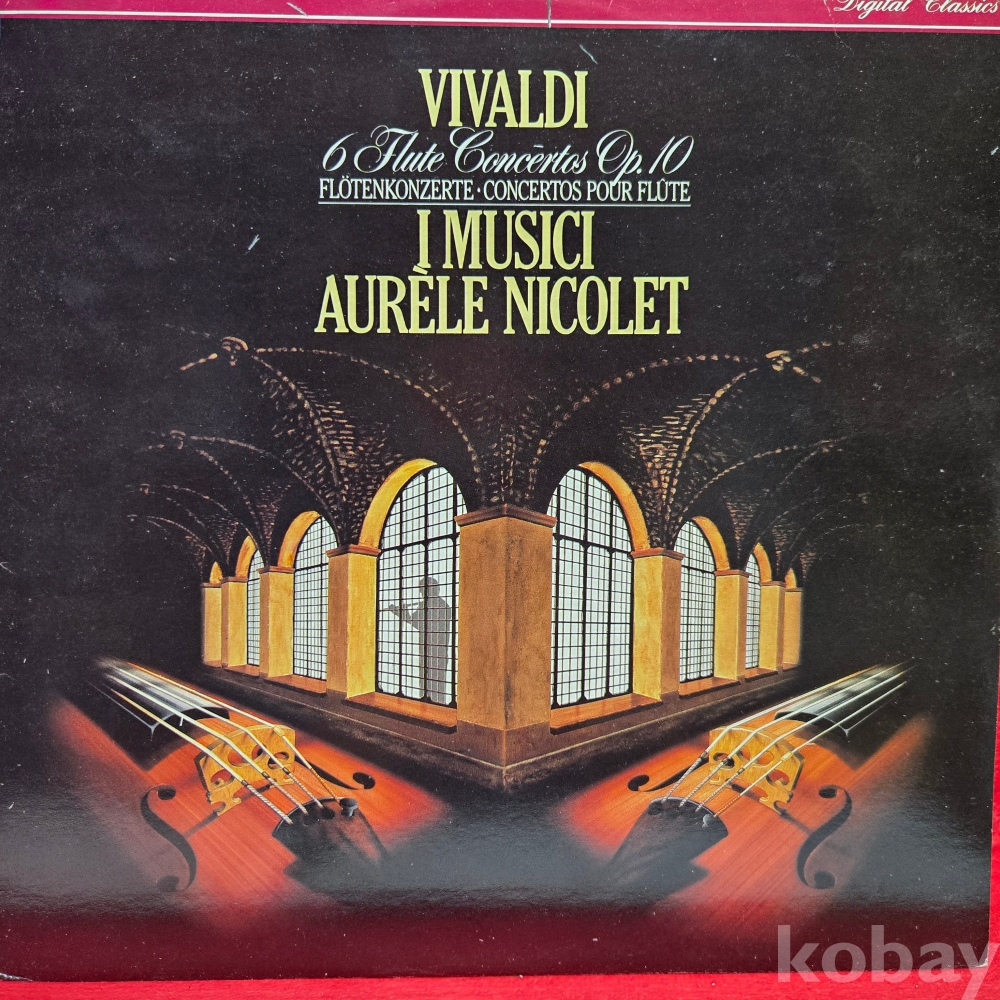 Digital Classics
VIVALDI
6 Flute Concertos Op. 10
FLÖTENKONZERTE · CONCERTOS POUR FLÛTE
I MUSICI
AURÈLE NICOLET
kobay